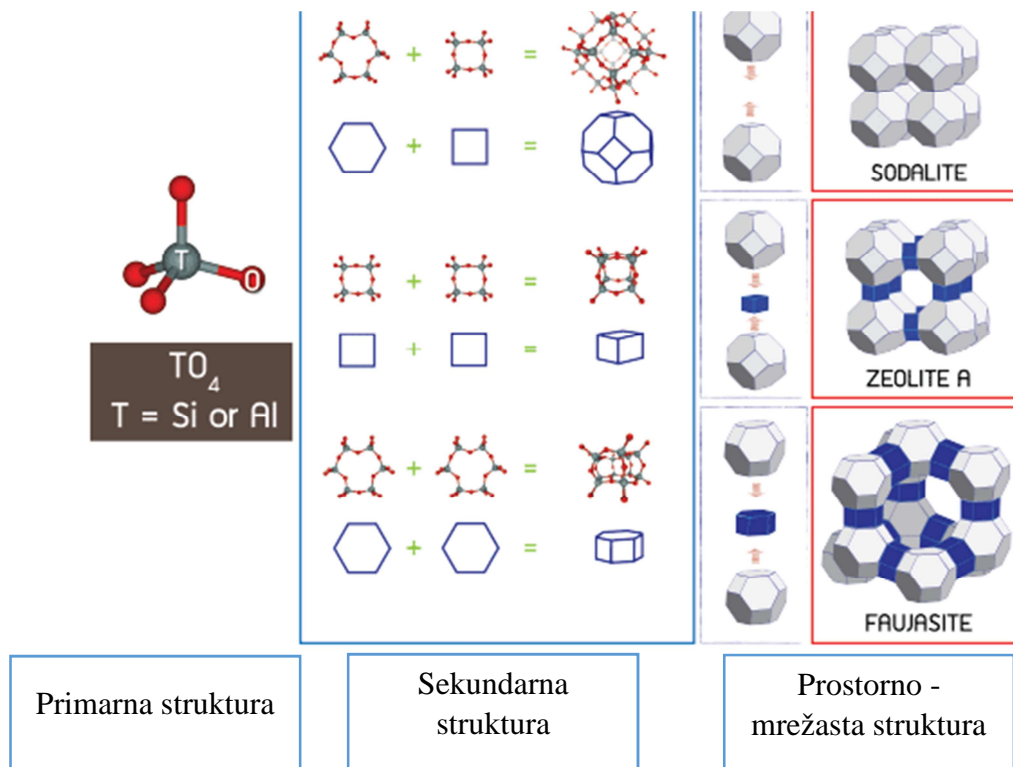 +
=
+
=
SODALITE
T
O
TO₄
T = Si or Al
+
=
+
=
ZEOLITE A
+
=
+
=
FAUJASITE
Primarna struktura
Sekundarna
struktura
Prostorno -
mrežasta struktura